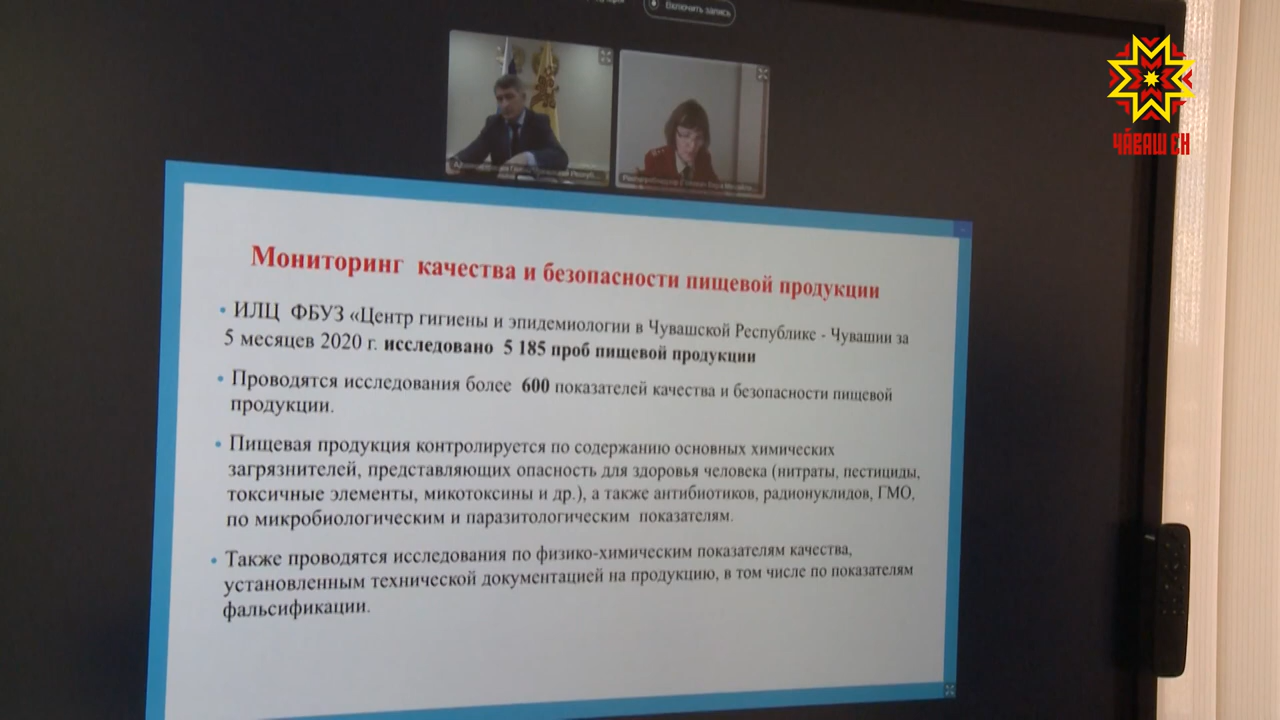 Включить запись
ЧӐВАШ ЕН
Мониторинг качества и безопасности пищевой продукции
• ИЛЦ ФБУЗ «Центр гигиены и эпидемиологии в Чувашской Республике - Чувашии за
5 месяцев 2020 г. исследовано 5 185 проб пищевой продукции
• Проводятся исследования более 600 показателей качества и безопасности пищевой
продукции.
• Пищевая продукция контролируется по содержанию основных химических
загрязнителей, представляющих опасность для здоровья человека (нитраты, пестициды,
токсичные элементы, микотоксины и др.), а также антибиотиков, радионуклидов, ГМО,
по микробиологическим и паразитологическим показателям.
• Также проводятся исследования по физико-химическим показателям качества,
установленным технической документацией на продукцию, в том числе по показателям
фальсификации.